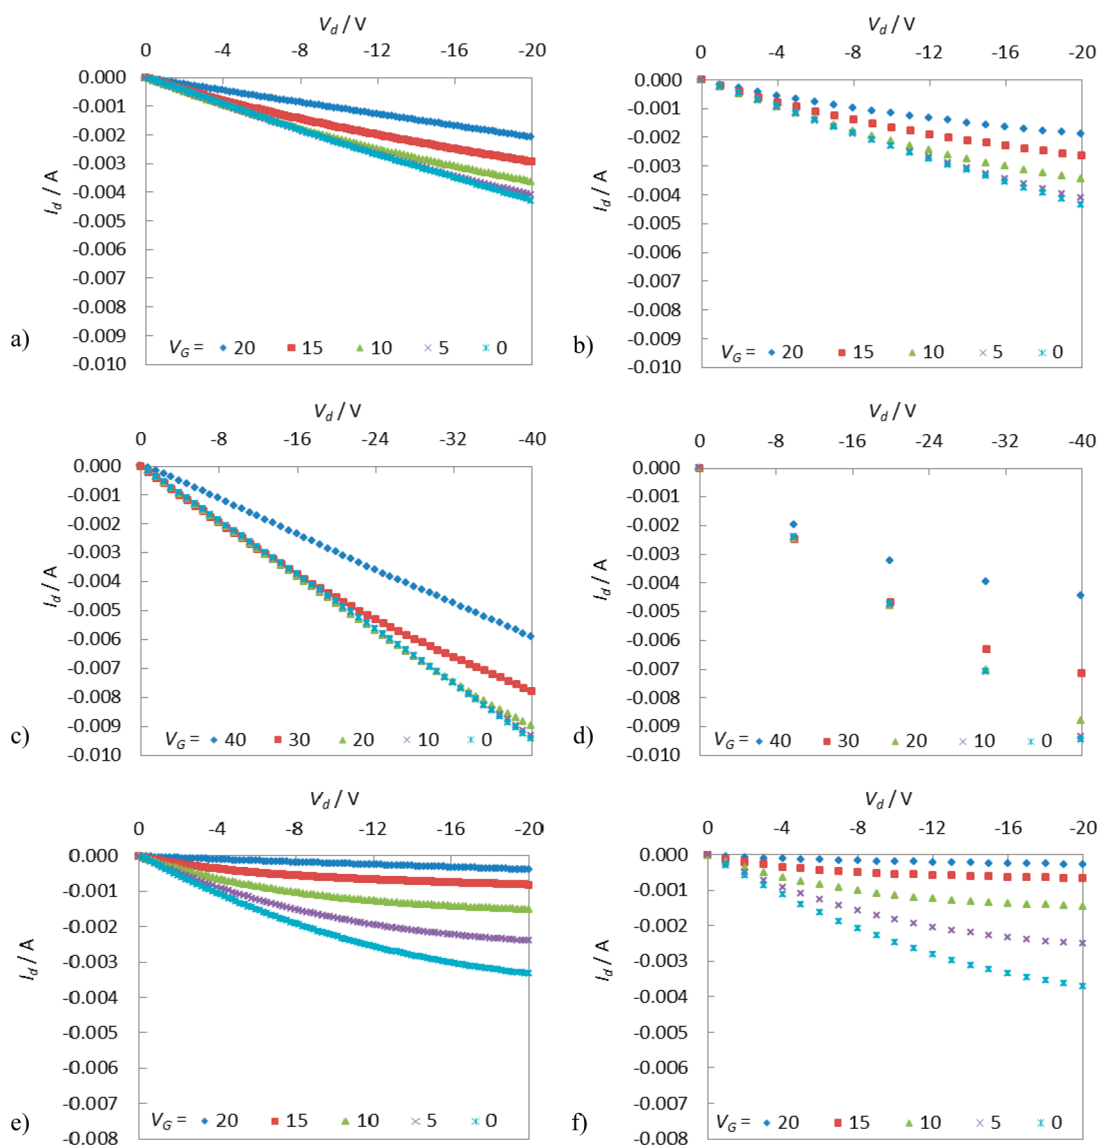 V_d / V
0 -4 -8 -12 -16 -20
0.000
-0.001
-0.002
-0.003
-0.004
-0.005
-0.006
-0.007
-0.008
-0.009
-0.010
I_d / A
V_G = 20 15 10 5 0
a)
V_d / V
0 -4 -8 -12 -16 -20
0.000
-0.001
-0.002
-0.003
-0.004
-0.005
-0.006
-0.007
-0.008
-0.009
-0.010
I_d / A
V_G = 20 15 10 5 0
b)
V_d / V
0 -8 -16 -24 -32 -40
0.000
-0.001
-0.002
-0.003
-0.004
-0.005
-0.006
-0.007
-0.008
-0.009
-0.010
I_d / A
V_G = 40 30 20 10 0
c)
V_d / V
0 -8 -16 -24 -32 -40
0.000
-0.002
-0.003
-0.004
-0.005
-0.006
-0.007
-0.008
-0.009
-0.010
I_d / A
V_G = 40 30 20 10 0
d)
V_d / V
0 -4 -8 -12 -16 -20
0.000
-0.001
-0.002
-0.003
-0.004
-0.005
-0.006
-0.007
-0.008
I_d / A
V_G = 20 15 10 5 0
e)
V_d / V
0 -4 -8 -12 -16 -20
0.000
-0.001
-0.002
-0.003
-0.004
-0.005
-0.006
-0.007
-0.008
I_d / A
V_G = 20 15 10 5 0
f)